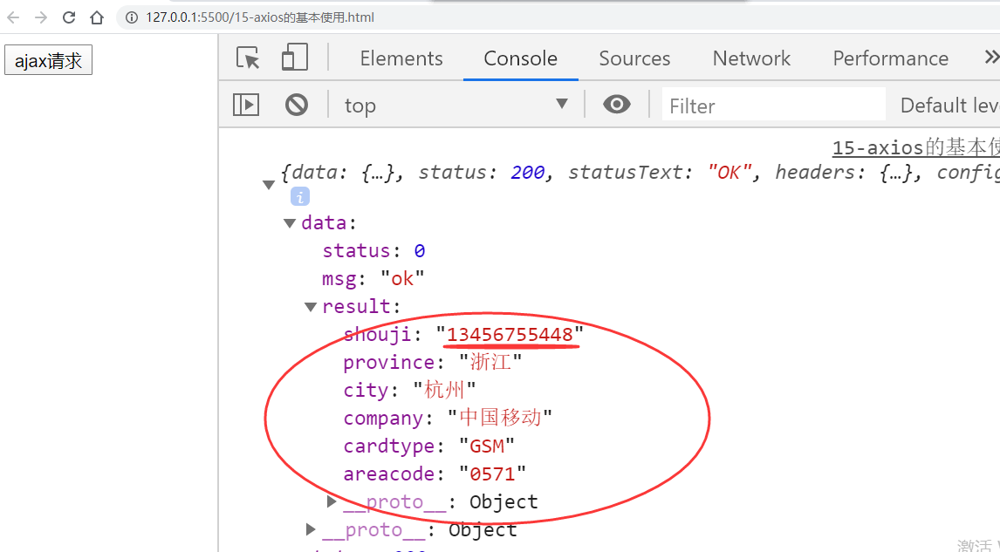 127.0.0.1:5500/15-axios的基本使用.html
ajax请求
Elements Console Sources Network Performance »
top Filter Default lev
15-axios的基本使
{data: {…}, status: 200, statusText: "OK", headers: {…}, config
i
data:
status: 0
msg: "ok"
result:
shouji: "13456755448"
province: "浙江"
city: "杭州"
company: "中国移动"
cardtype: "GSM"
areacode: "0571"
__proto__: Object
__proto__: Object
激活